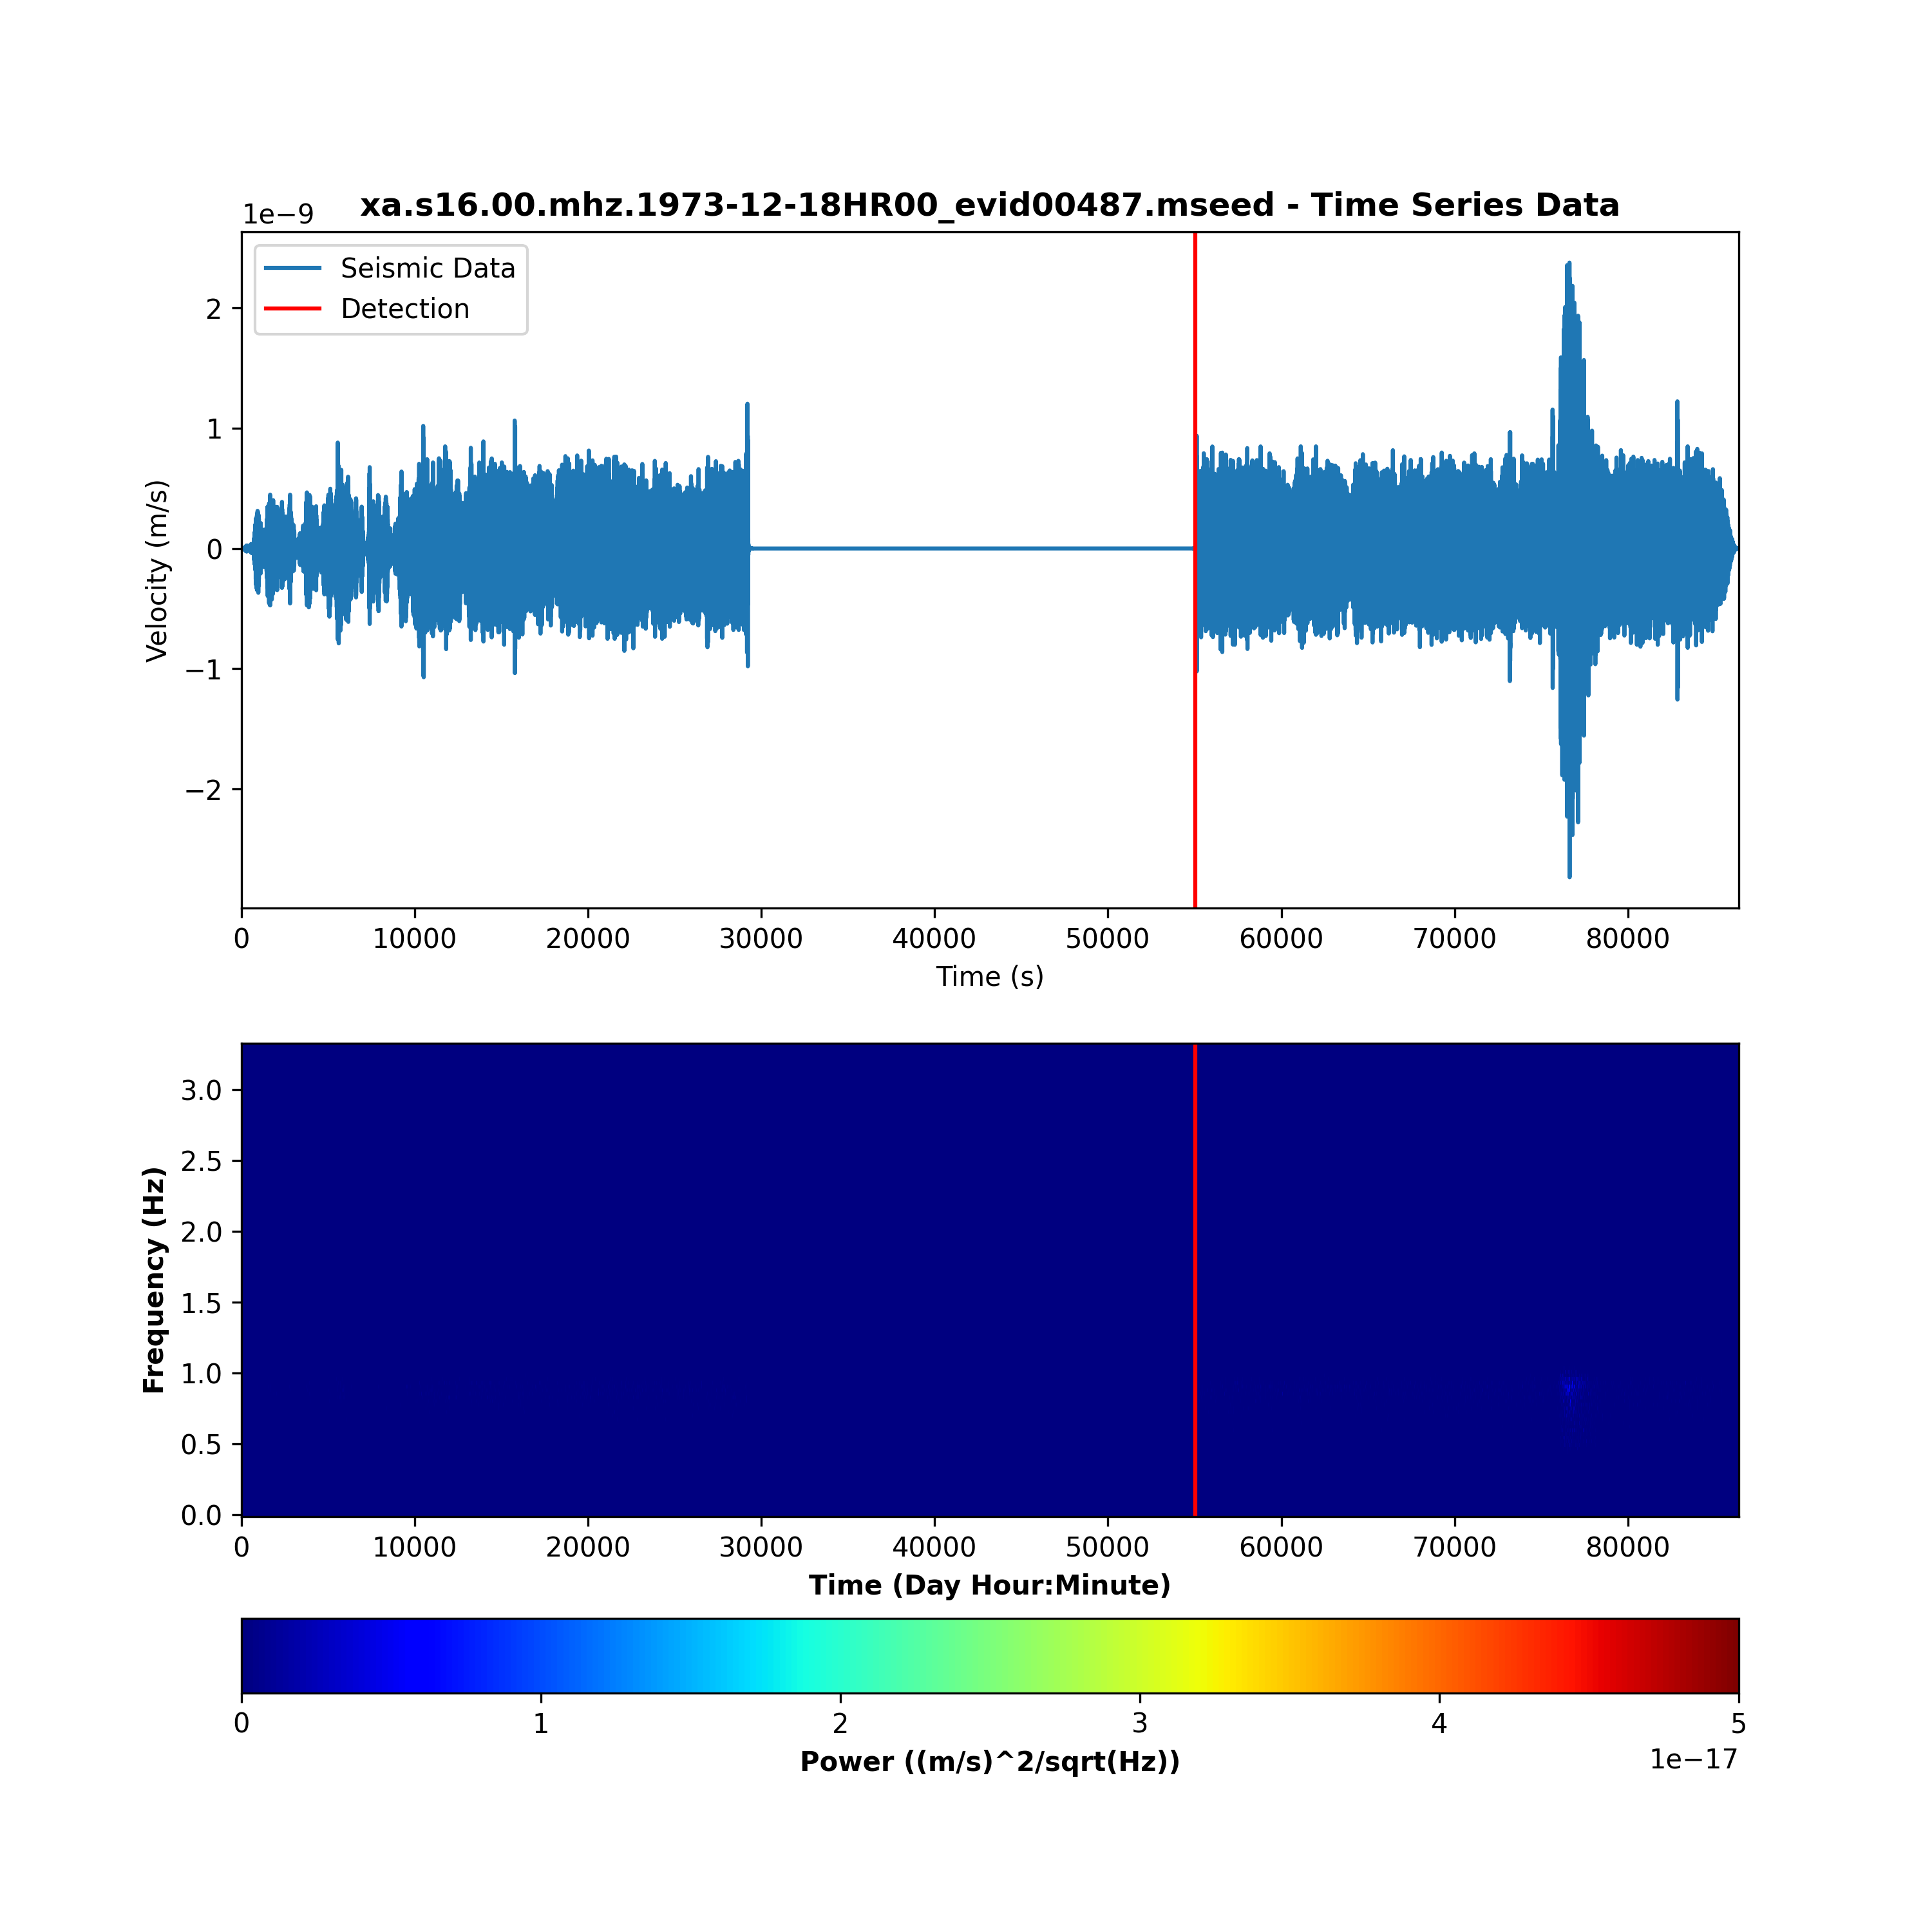 xa.s16.00.mhz.1973-12-18HR00_evid00487.mseed - Time Series Data
1e−9
Seismic Data
Detection
2
1
0
−1
−2
Velocity (m/s)
0 10000 20000 30000 40000 50000 60000 70000 80000
Time (s)
3.0
2.5
2.0
1.5
1.0
0.5
0.0
Frequency (Hz)
0 10000 20000 30000 40000 50000 60000 70000 80000
Time (Day Hour:Minute)
0 1 2 3 4 5
Power ((m/s)^2/sqrt(Hz))
1e−17